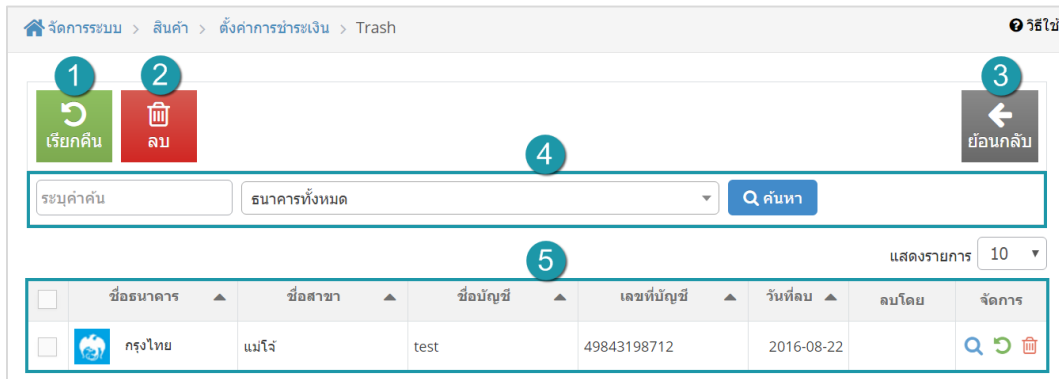 จัดการระบบ > สินค้า > ตั้งค่าการชำระเงิน > Trash
วิธีใช้
1 2 3
เรียกคืน ลบ ย้อนกลับ
4
ระบุคำค้น ธนาคารทั้งหมด ค้นหา
แสดงรายการ 10
5
ชื่อธนาคาร ชื่อสาขา ชื่อบัญชี เลขที่บัญชี วันที่ลบ ลบโดย จัดการ
กรุงไทย แม่โจ้ test 49843198712 2016-08-22